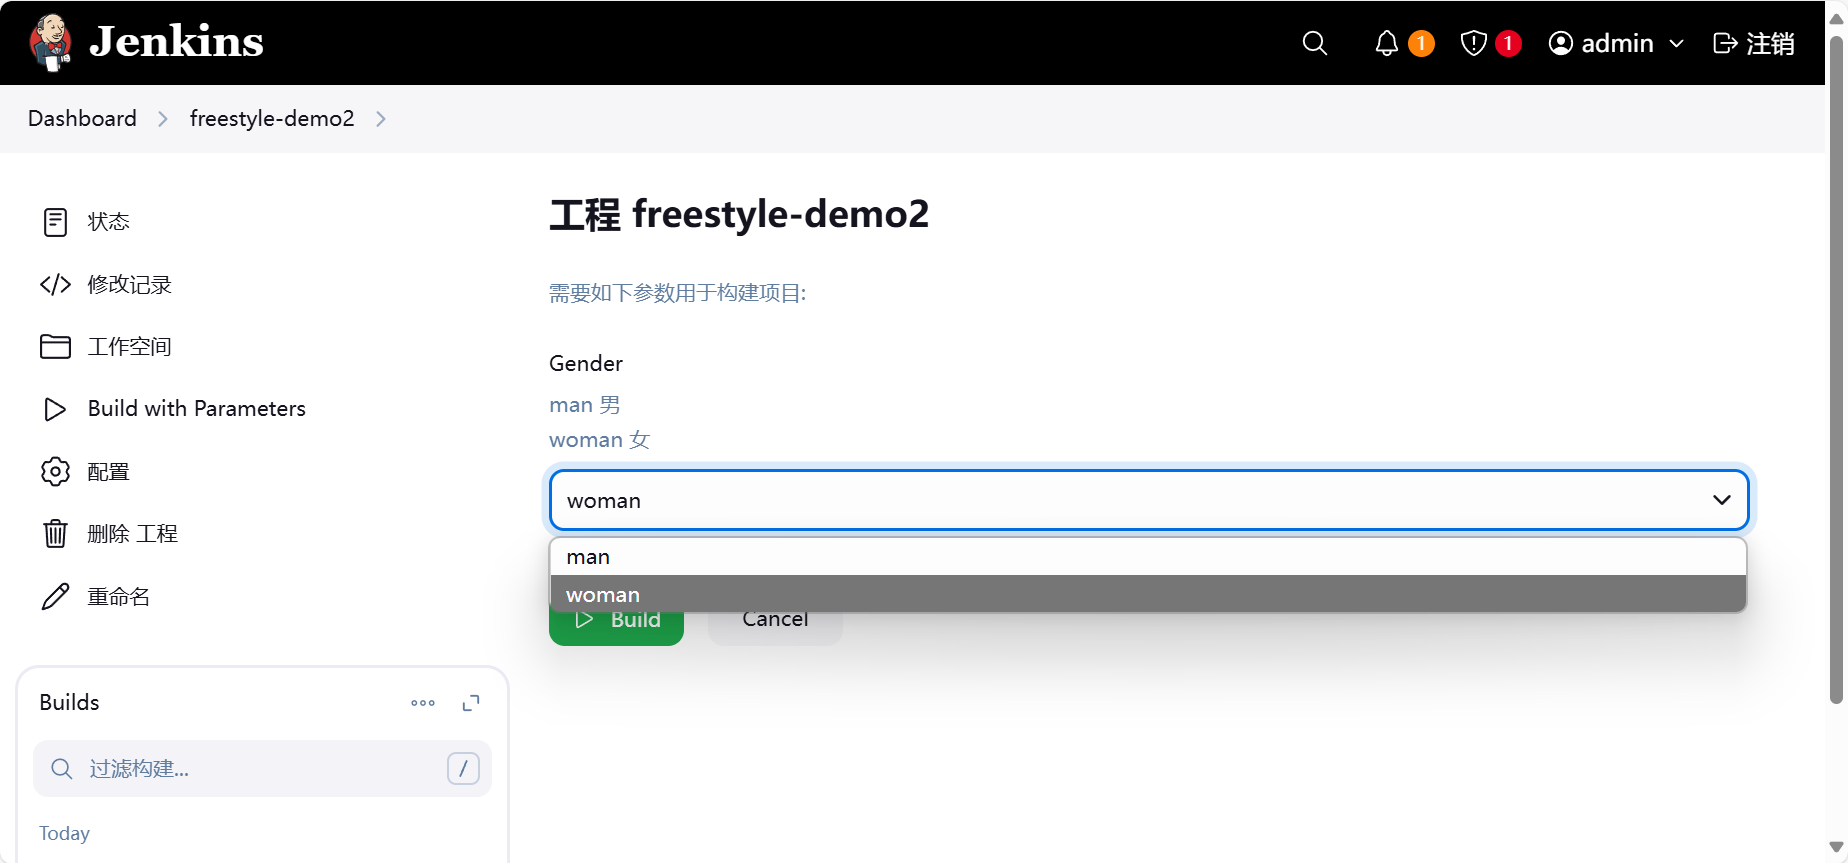 Jenkins
1
1
admin
注销
Dashboard
freestyle-demo2
状态
修改记录
工作空间
Build with Parameters
配置
删除 工程
重命名
Builds
过滤构建...
/
Today
工程 freestyle-demo2
需要如下参数用于构建项目:
Gender
man 男
woman 女
woman
man
woman
Build
Cancel